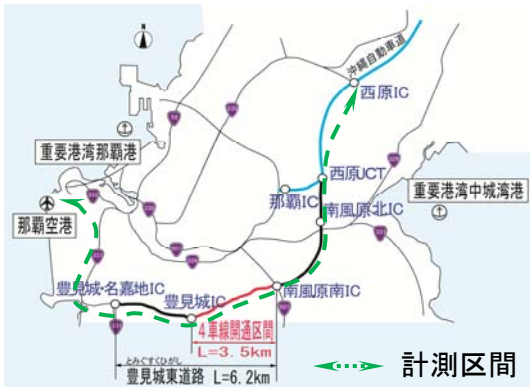 沖縄自動車道
西原IC
330
58
重要港湾那覇港
西原JCT
329
重要港湾中城湾港
那覇IC
那覇空港
南風原北IC
331
豊見城・名嘉地IC
豊見城IC
南風原南IC
4車線開通区間
L=3.5km
とみぐすくひがし
豊見城東道路 L=6.2km
計測区間